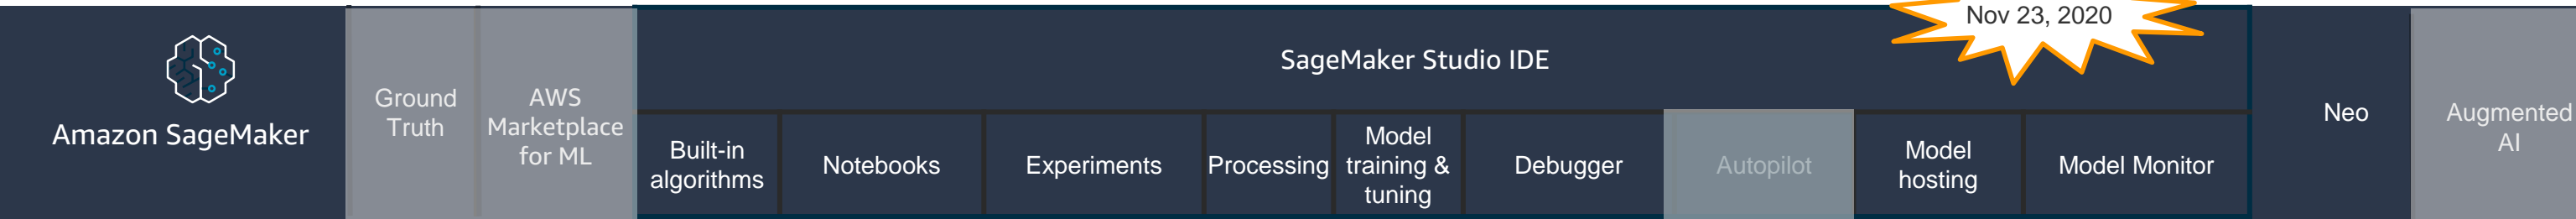 Amazon SageMaker
Ground
Truth
AWS
Marketplace
for ML
SageMaker Studio IDE
Nov 23, 2020
Built-in
algorithms
Notebooks
Experiments
Processing
Model
training &
tuning
Debugger
Autopilot
Model
hosting
Model Monitor
Neo
Augmented
AI